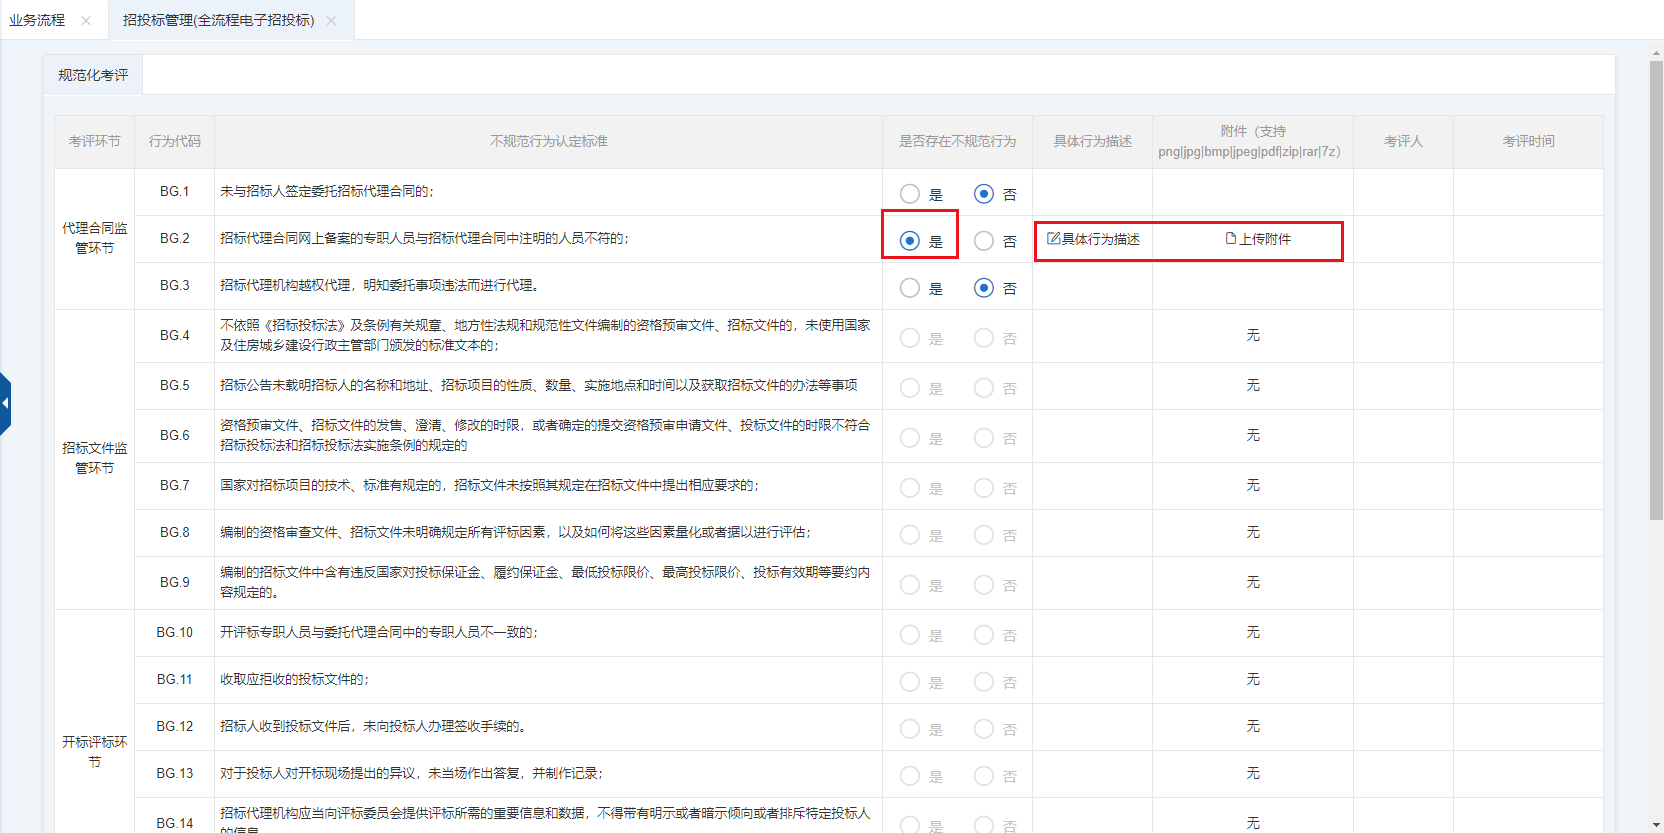 业务流程
招投标管理(全流程电子招投标)
规范化考评
考评环节 行为代码 不规范行为认定标准 是否存在不规范行为 具体行为描述 附件（支持 考评人 考评时间
png|jpg|bmp|jpeg|pdf|zip|rar|7z）
代理合同监
管环节
BG.1 未与招标人签定委托招标代理合同的； 是 否
BG.2 招标代理合同网上备案的专职人员与招标代理合同中注明的人员不符的； 是 否 具体行为描述 上传附件
BG.3 招标代理机构越权代理，明知委托事项违法而进行代理。 是 否
招标文件监
管环节
BG.4 不依照《招标投标法》及条例有关规章、地方性法规和规范性文件编制的资格预审文件、招标文件的，未使用国家 是 否 无
及住房城乡建设行政主管部门颁发的标准文本的；
BG.5 招标公告未载明招标人的名称和地址、招标项目的性质、数量、实施地点和时间以及获取招标文件的办法等事项 是 否 无
BG.6 资格预审文件、招标文件的发售、澄清、修改的时限，或者确定的提交资格预审申请文件、投标文件的时限不符合 是 否 无
招标投标法和招标投标法实施条例的规定的
BG.7 国家对招标项目的技术、标准有规定的，招标文件未按照其规定在招标文件中提出相应要求的； 是 否 无
BG.8 编制的资格审查文件、招标文件未明确规定所有评标因素，以及如何将这些因素量化或者据以进行评估； 是 否 无
BG.9 编制的招标文件中含有违反国家对投标保证金、履约保证金、最低投标限价、最高投标限价、投标有效期等要约内 是 否 无
容规定的。
开标评标环
节
BG.10 开评标专职人员与委托代理合同中的专职人员不一致的； 是 否 无
BG.11 收取应拒收的投标文件的； 是 否 无
BG.12 招标人收到投标文件后，未向投标人办理签收手续的。 是 否 无
BG.13 对于投标人对开标现场提出的异议，未当场作出答复，并制作记录； 是 否 无
BG.14 招标代理机构应当向评标委员会提供评标所需的重要信息和数据，不得带有明示或者暗示倾向或者排斥特定投标人 是 否 无
的信息